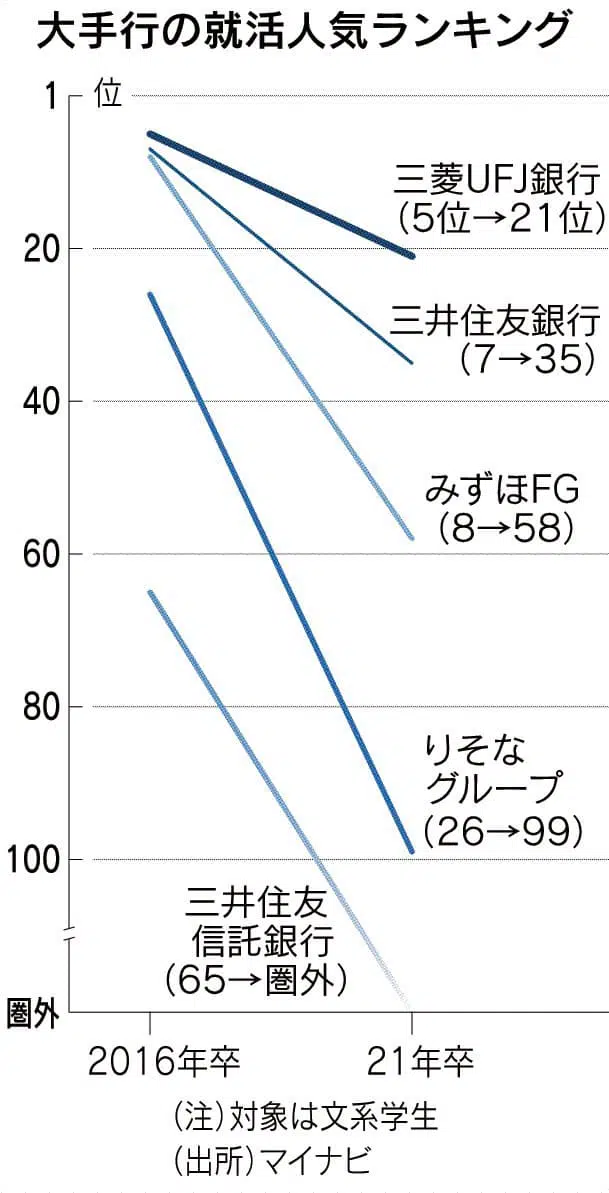 大手行の就活人気ランキング
1 位
三菱UFJ銀行
(5位→21位)
20
三井住友銀行
(7→35)
40
みずほFG
(8→58)
60
80
りそな
グループ
(26→99)
100
三井住友
信託銀行
(65→圏外)
圏外
2016年卒 21年卒
(注)対象は文系学生
(出所)マイナビ